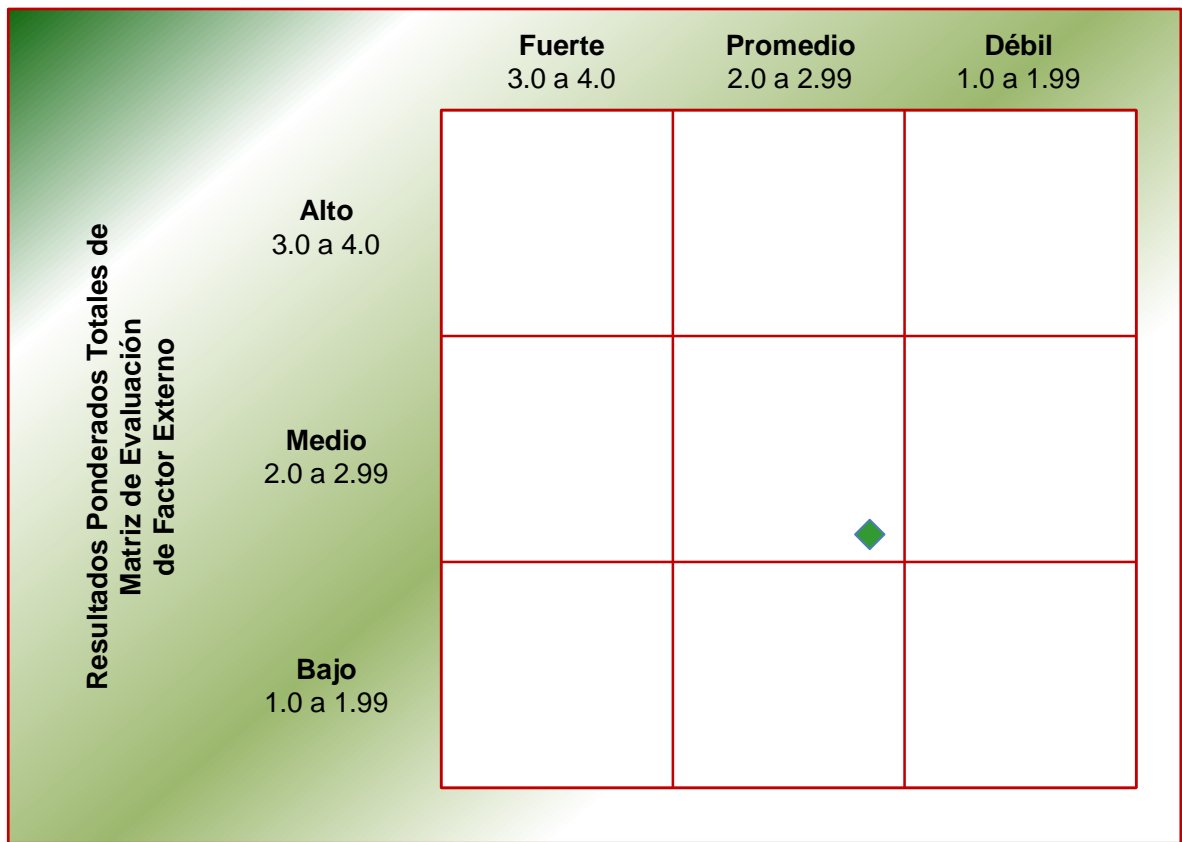 Fuerte
3.0 a 4.0
Promedio
2.0 a 2.99
Débil
1.0 a 1.99
Resultados Ponderados Totales de
Matriz de Evaluación
de Factor Externo
Alto
3.0 a 4.0
Medio
2.0 a 2.99
Bajo
1.0 a 1.99